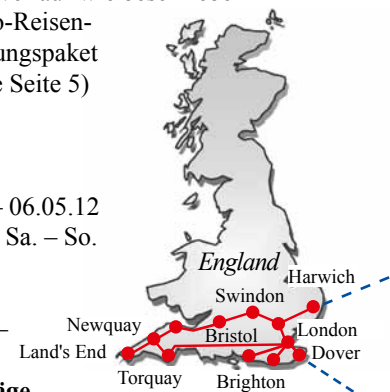 o-Reisen-
ungspaket
e Seite 5)
– 06.05.12
Sa. – So.
England
Harwich
Swindon
Newquay
Bristol
London
Land's End
Dover
Torquay
Brighton